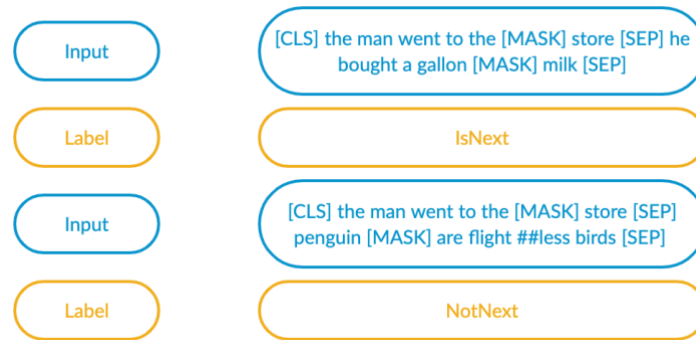 Input
[CLS] the man went to the [MASK] store [SEP] he
bought a gallon [MASK] milk [SEP]
Label
IsNext
Input
[CLS] the man went to the [MASK] store [SEP]
penguin [MASK] are flight ##less birds [SEP]
Label
NotNext